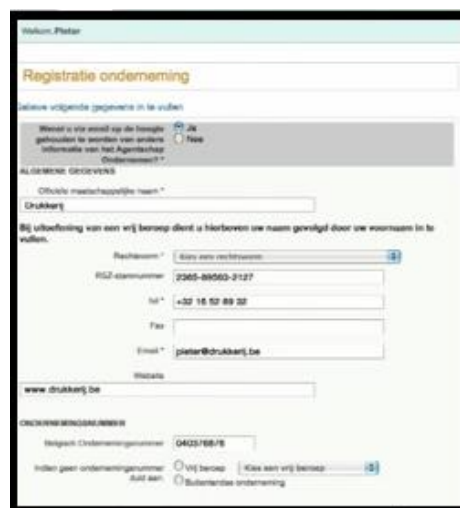 Welkom Pieter
Registratie onderneming
Gelieve volgende gegevens in te vullen
Wenst u via email op de hoogte Ja
gehouden te worden van andere Nee
informatie van het Agentschap
Ondernemen? *
ALGEMENE GEGEVENS
Officiële maatschappelijke naam *
Drukkerij
Bij uitoefening van een vrij beroep dient u hierboven uw naam gevolgd door uw voornaam in te
vullen.
Rechtsvorm * Kies een rechtsvorm
RSZ-stamnummer 2365-89563-2127
tel * +32 16 52 89 32
Fax
Email * pieter@drukkerij.be
Website
www.drukkerij.be
ONDERNEMINGSNUMMER
Belgisch Ondernemingsnummer 040376876
Indien geen ondernemingsnummer Vrij beroep Kies een vrij beroep
duid aan: Buitenlandse onderneming